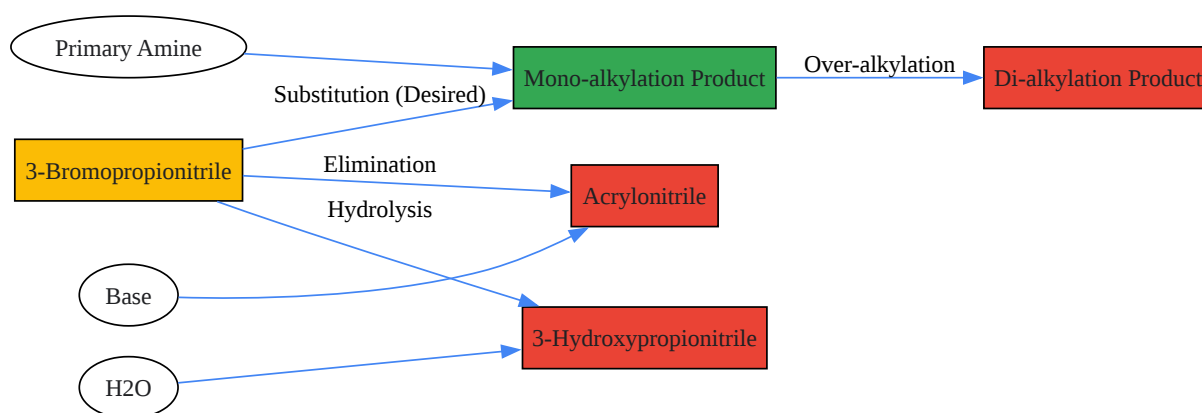 Primary Amine
Mono-alkylation Product
Over-alkylation
Di-alkylation Product
Substitution (Desired)
3-Bromopropionitrile
Elimination
Acrylonitrile
Hydrolysis
Base
3-Hydroxypropionitrile
H2O